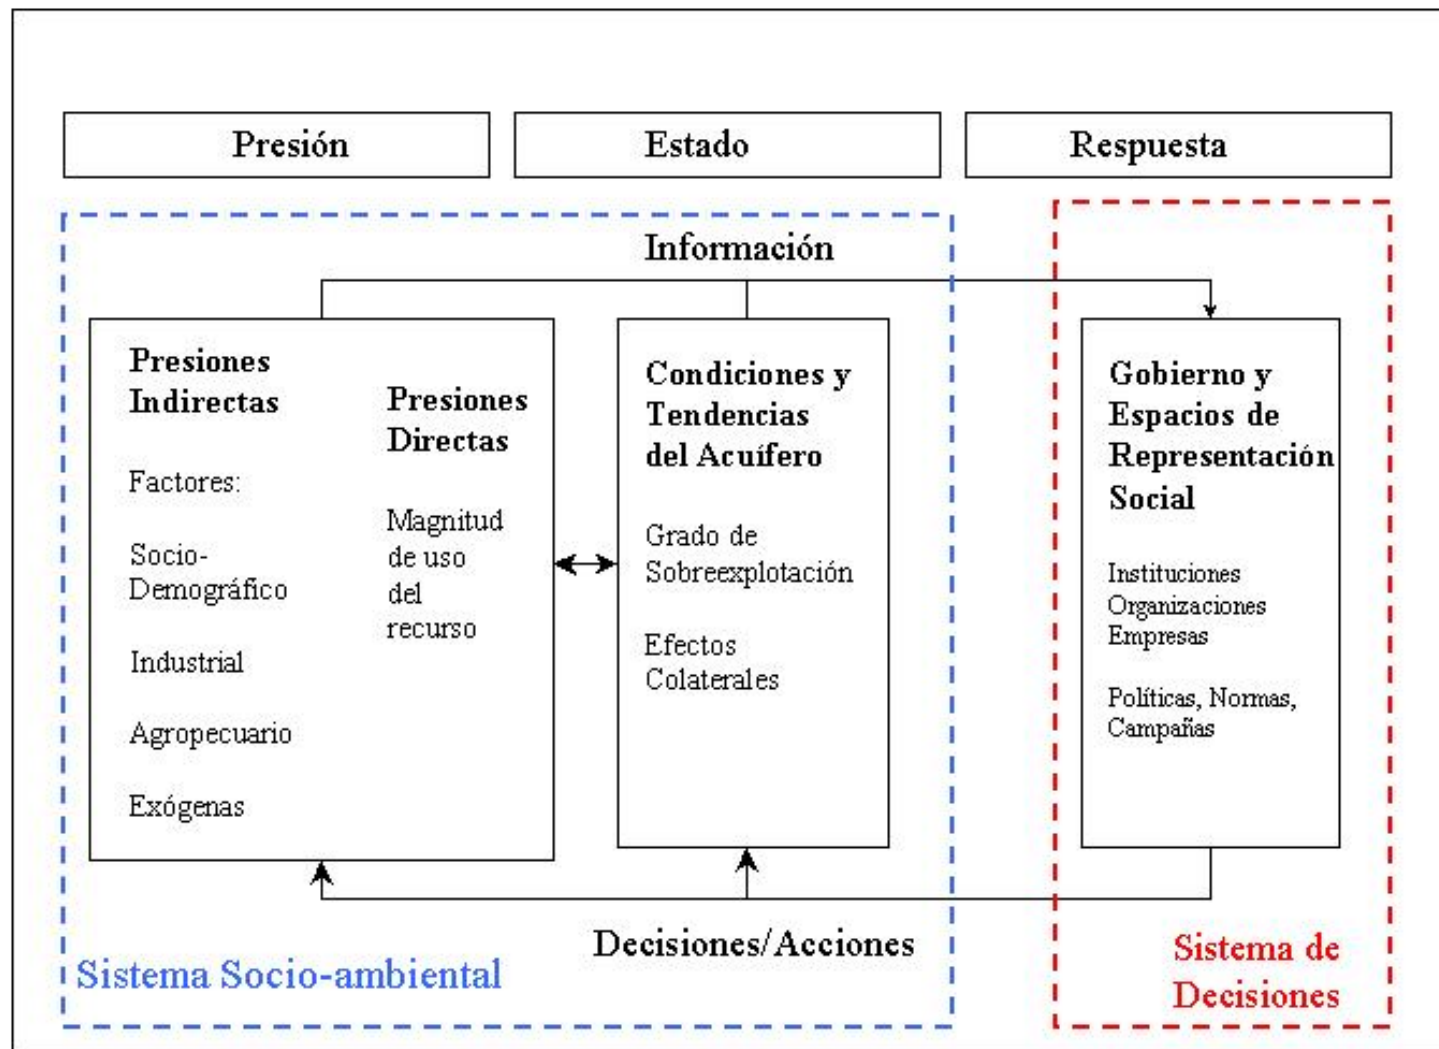 Presión
Estado
Respuesta
Información
Presiones
Indirectas
Factores:
Socio-
Demográfico
Industrial
Agropecuario
Exógenas
Presiones
Directas
Magnitud
de uso
del
recurso
Condiciones y
Tendencias
del Acuífero
Grado de
Sobreexplotación
Efectos
Colaterales
Gobierno y
Espacios de
Representación
Social
Instituciones
Organizaciones
Empresas
Políticas, Normas,
Campañas
Decisiones/Acciones
Sistema Socio-ambiental
Sistema de
Decisiones